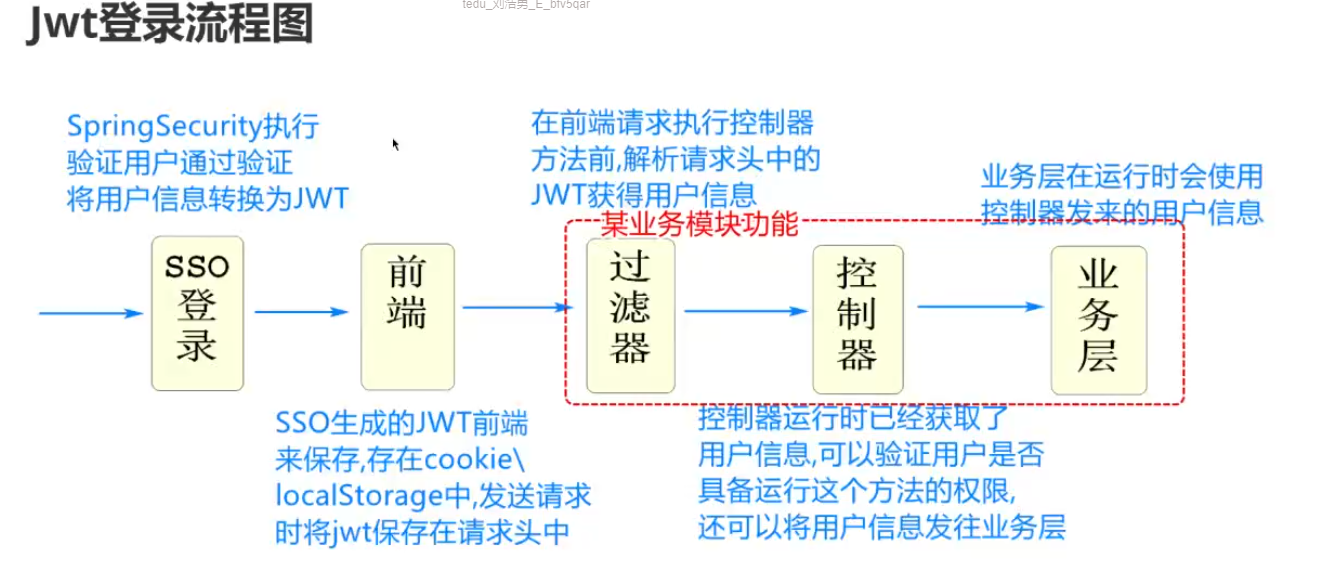 tedu_刘浩男_E_bfv5qar
Jwt登录流程图
SpringSecurity执行
验证用户通过验证
将用户信息转换为JWT
在前端请求执行控制器
方法前,解析请求头中的
JWT获得用户信息
业务层在运行时会使用
控制器发来的用户信息
某业务模块功能
SSO
登
录
前
端
过
滤
器
控
制
器
业
务
层
SSO生成的JWT前端
来保存,存在cookie\
localStorage中,发送请求
时将jwt保存在请求头中
控制器运行时已经获取了
用户信息,可以验证用户是否
具备运行这个方法的权限,
还可以将用户信息发往业务层